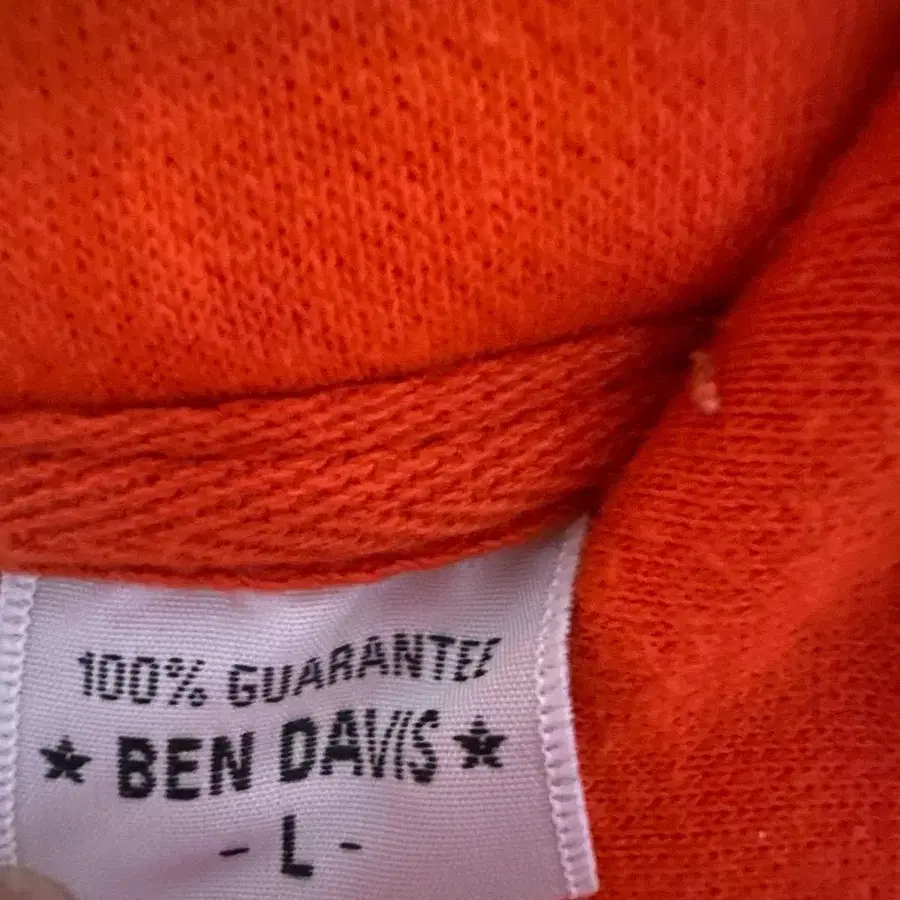 100% GUARANTEE
★ BEN DAVIS ★
- L -